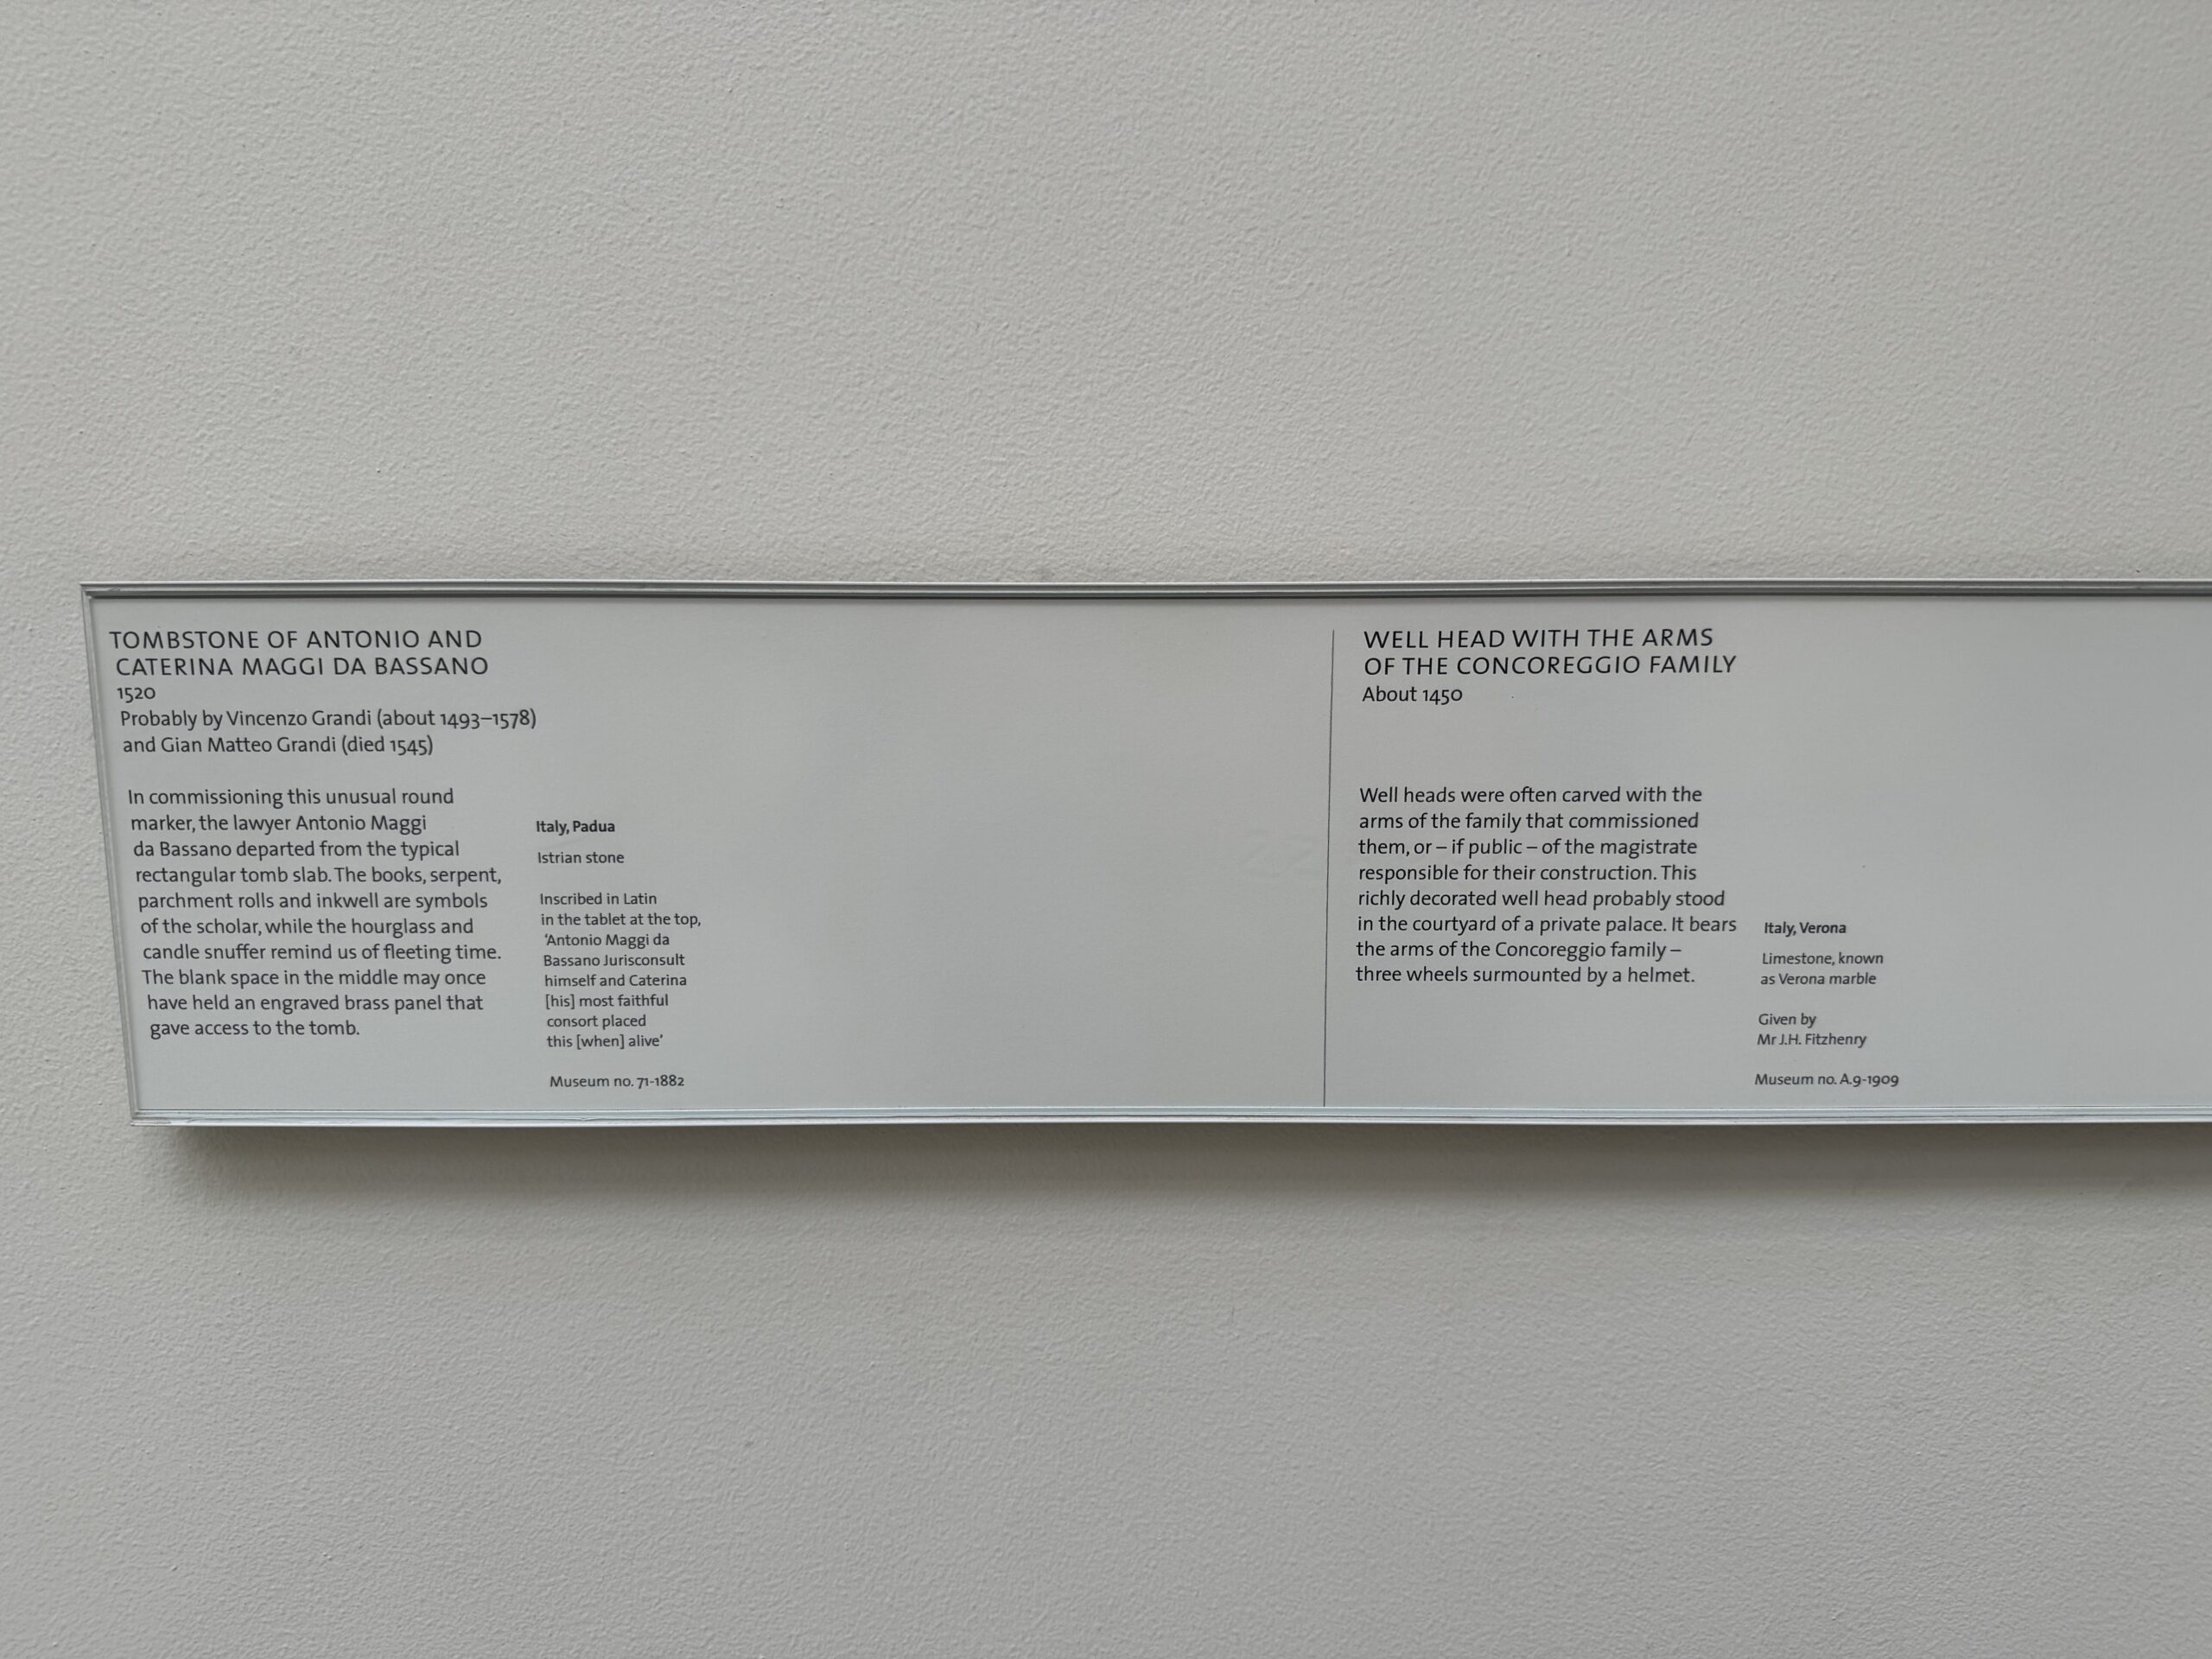 TOMBSTONE OF ANTONIO AND
CATERINA MAGGI DA BASSANO
1520
Probably by Vincenzo Grandi (about 1493–1578)
and Gian Matteo Grandi (died 1545)
In commissioning this unusual round
marker, the lawyer Antonio Maggi
da Bassano departed from the typical
rectangular tomb slab. The books, serpent,
parchment rolls and inkwell are symbols
of the scholar, while the hourglass and
candle snuffer remind us of fleeting time.
The blank space in the middle may once
have held an engraved brass panel that
gave access to the tomb.
Italy, Padua
Istrian stone
Inscribed in Latin
in the tablet at the top,
‘Antonio Maggi da
Bassano Jurisconsult
himself and Caterina
[his] most faithful
consort placed
this [when] alive’
Museum no. 71-1882
WELL HEAD WITH THE ARMS
OF THE CONCOREGGIO FAMILY
About 1450
Well heads were often carved with the
arms of the family that commissioned
them, or – if public – of the magistrate
responsible for their construction. This
richly decorated well head probably stood
in the courtyard of a private palace. It bears
the arms of the Concoreggio family –
three wheels surmounted by a helmet.
Italy, Verona
Limestone, known
as Verona marble
Given by
Mr J.H. Fitzhenry
Museum no. A.9-1909